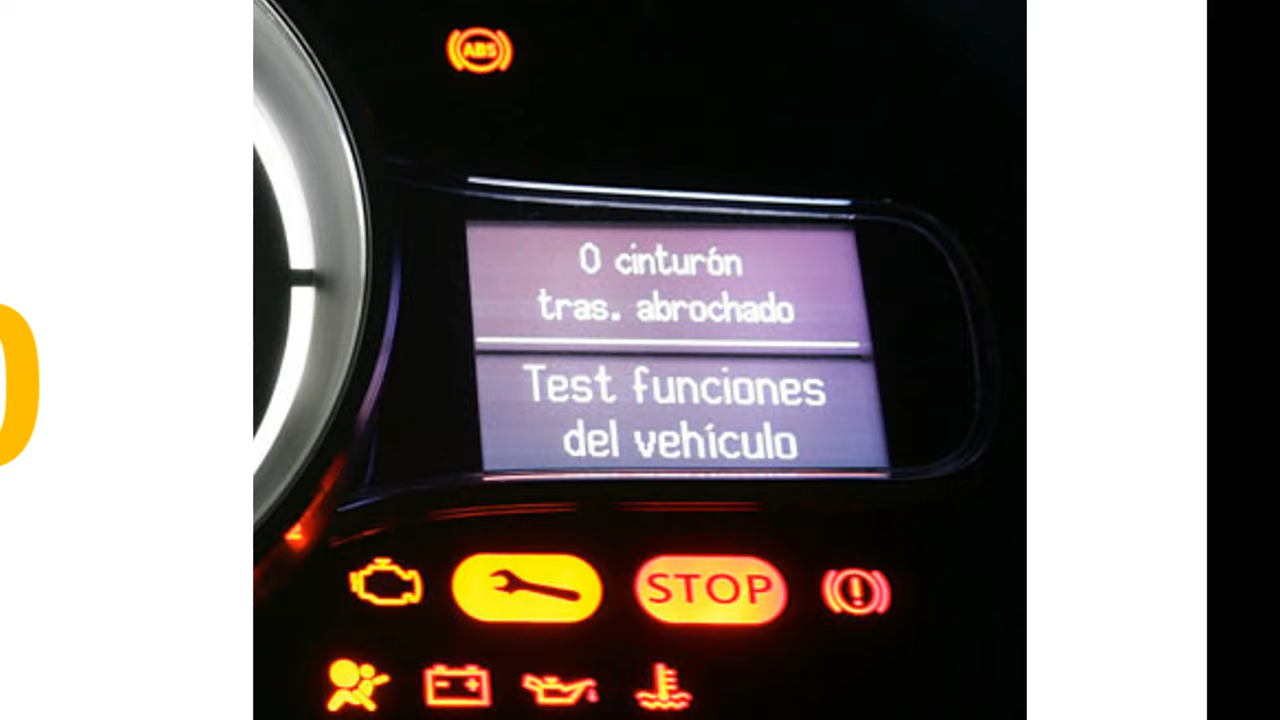 ABS
0 cinturón
tras. abrochado
Test funciones
del vehículo
STOP